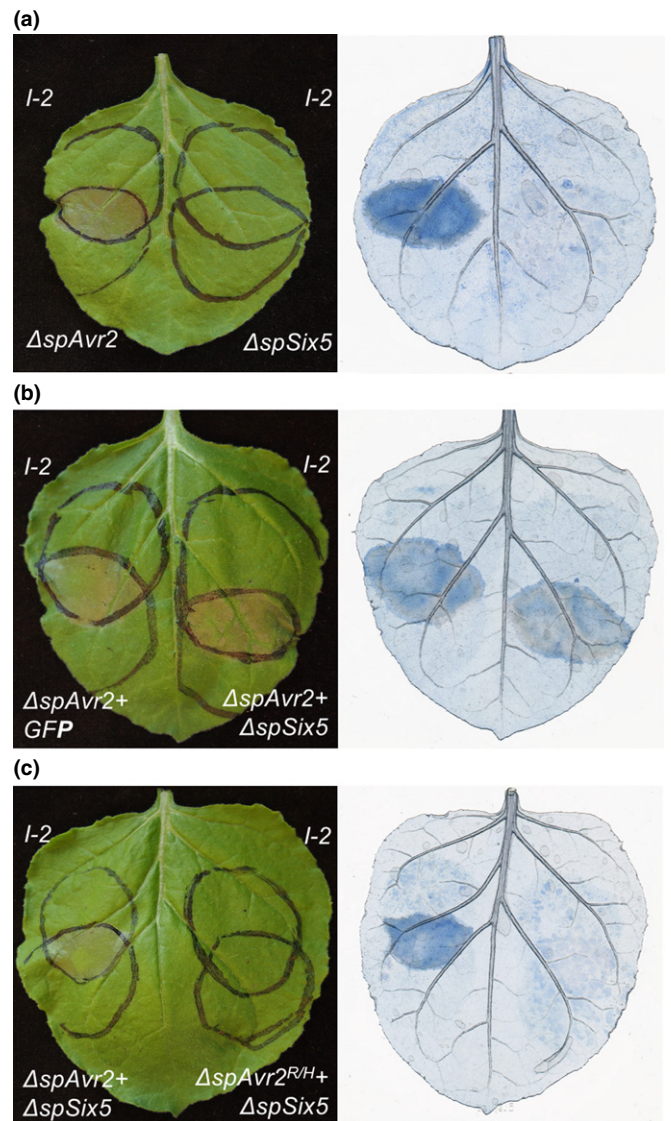 (a)
I-2 I-2
ΔspAvr2 ΔspSix5
(b)
I-2 I-2
ΔspAvr2+ ΔspAvr2+
GFP ΔspSix5
(c)
I-2 I-2
ΔspAvr2+ ΔspAvr2R/H+
ΔspSix5 ΔspSix5